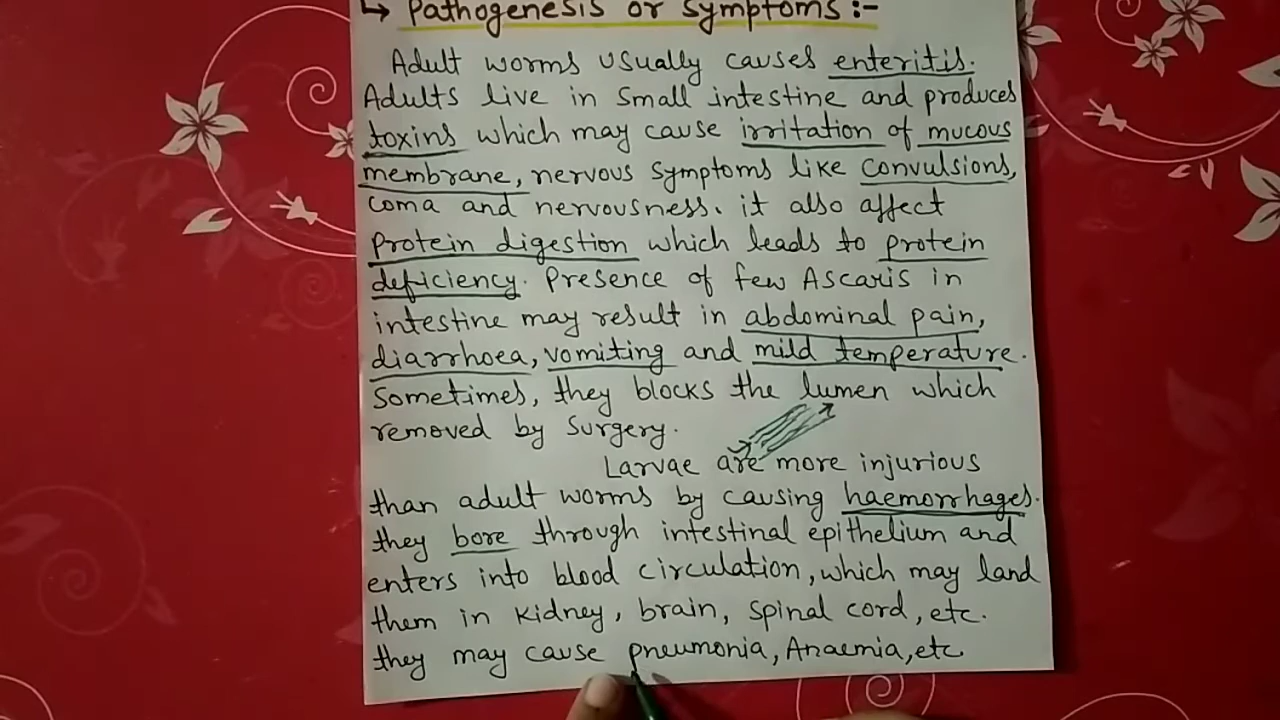 ↳ Pathogenesis or symptoms:-
Adult worms usually causes enteritis.
Adults live in small intestine and produces
toxins which may cause irritation of mucous
membrane, nervous symptoms like convulsions,
coma and nervousness. it also affect
protein digestion which leads to protein
deficiency. Presence of few Ascaris in
intestine may result in abdominal pain,
diarrhoea, vomiting and mild temperature.
Sometimes, they blocks the lumen which
removed by surgery.
Larvae are more injurious
than adult worms by causing haemorrhages.
they bore through intestinal epithelium and
enters into blood circulation, which may land
them in kidney, brain, spinal cord, etc.
they may cause pneumonia, Anaemia, etc.